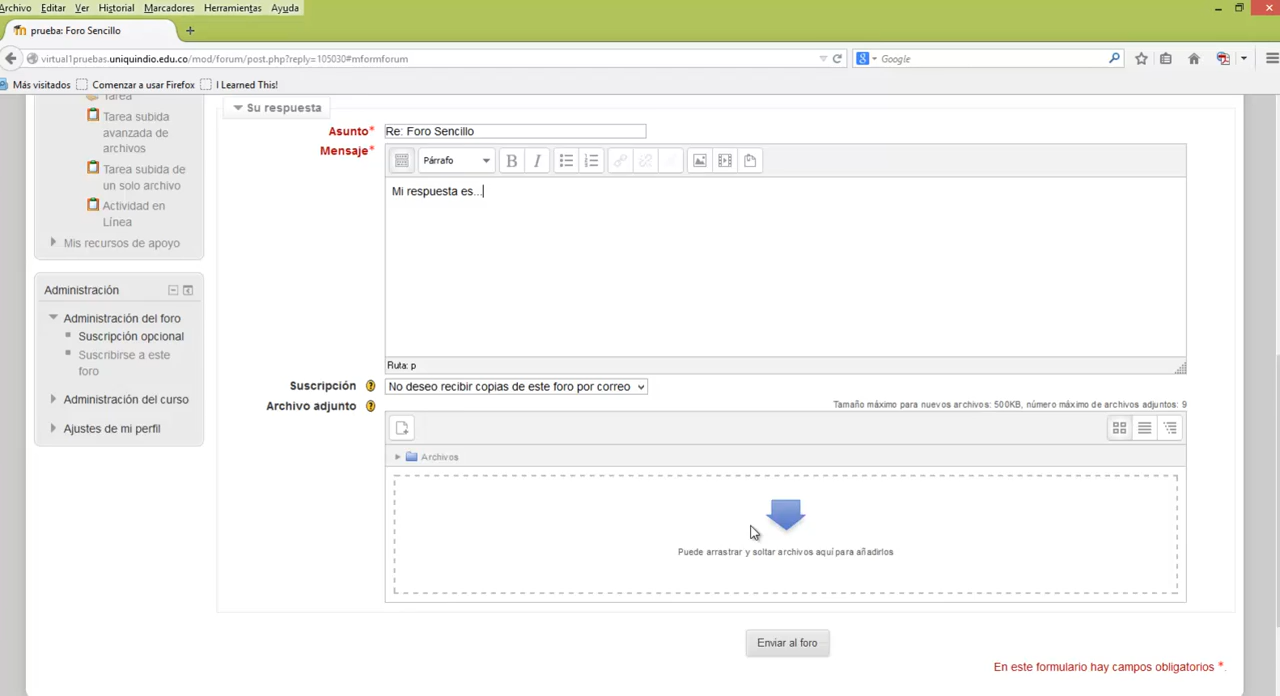 Archivo Editar Ver Historial Marcadores Herramientas Ayuda
prueba: Foro Sencillo
virtual1pruebas.uniquindio.edu.co/mod/forum/post.php?reply=105030#mformforum
Google
Más visitados Comenzar a usar Firefox I Learned This!
Tarea
Tarea subida
avanzada de
archivos
Tarea subida de
un solo archivo
Actividad en
Línea
Mis recursos de apoyo
Administración
Administración del foro
Suscripción opcional
Suscribirse a este
foro
Administración del curso
Ajustes de mi perfil
Su respuesta
Asunto*
Re: Foro Sencillo
Mensaje*
Párrafo
B I
Mi respuesta es...
Ruta: p
Suscripción
No deseo recibir copias de este foro por correo
Archivo adjunto
Tamaño máximo para nuevos archivos: 500KB, número máximo de archivos adjuntos: 9
Archivos
Puede arrastrar y soltar archivos aquí para añadirlos
Enviar al foro
En este formulario hay campos obligatorios *.